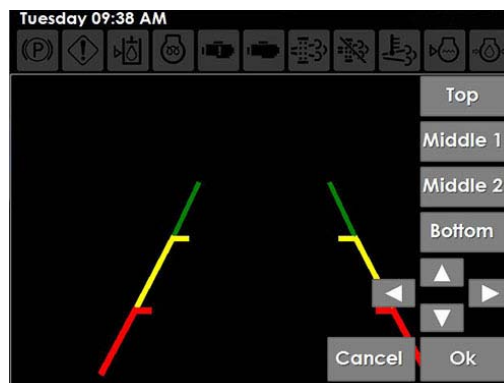 Tuesday 09:38 AM
Top
Middle 1
Middle 2
Bottom
Cancel
Ok